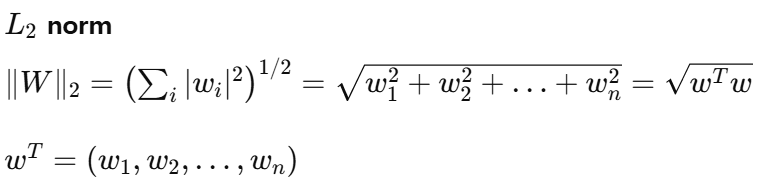 L₂ norm
‖W‖₂ = (∑ᵢ |wᵢ|²)^{1/2} = √(w₁² + w₂² + … + wₙ²) = √(wᵀw)
wᵀ = (w₁, w₂, …, wₙ)